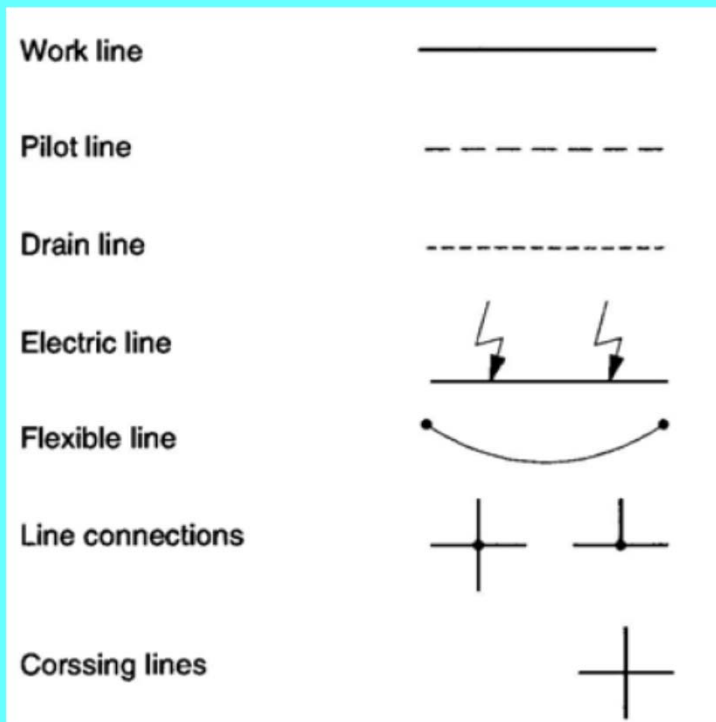 Work line
Pilot line
Drain line
Electric line
Flexible line
Line connections
Corssing lines